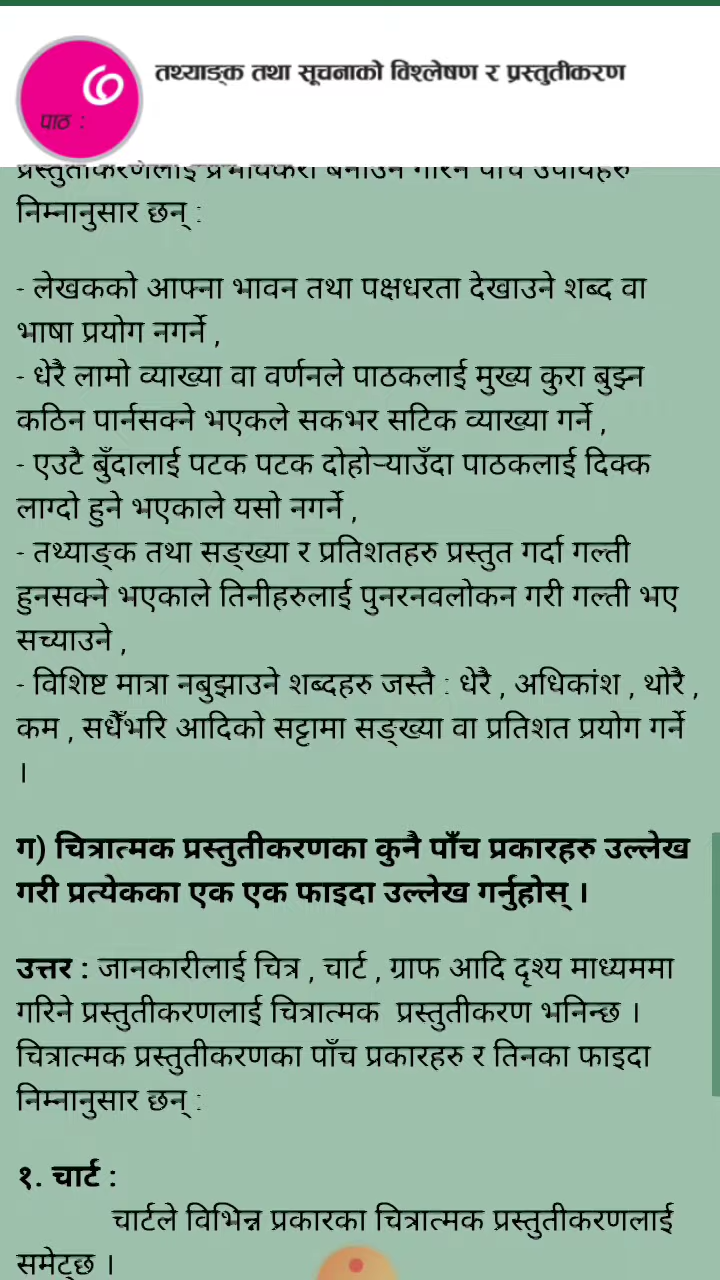 ७
पाठ :
तथ्याङ्क तथा सूचनाको विश्लेषण र प्रस्तुतीकरण
निम्नानुसार छन् :
- लेखकको आफ्ना भावन तथा पक्षधरता देखाउने शब्द वा
भाषा प्रयोग नगर्ने ,
- धेरै लामो व्याख्या वा वर्णनले पाठकलाई मुख्य कुरा बुझ्न
कठिन पार्नसक्ने भएकले सकभर सटिक व्याख्या गर्ने ,
- एउटै बुँदालाई पटक पटक दोहोऱ्याउँदा पाठकलाई दिक्क
लाग्दो हुने भएकाले यसो नगर्ने ,
- तथ्याङ्क तथा सङ्ख्या र प्रतिशतहरु प्रस्तुत गर्दा गल्ती
हुनसक्ने भएकाले तिनीहरुलाई पुनरनवलोकन गरी गल्ती भए
सच्याउने ,
- विशिष्ट मात्रा नबुझाउने शब्दहरु जस्तै : धेरै , अधिकांश , थोरै ,
कम , सधैँभरि आदिको सट्टामा सङ्ख्या वा प्रतिशत प्रयोग गर्ने
।
ग) चित्रात्मक प्रस्तुतीकरणका कुनै पाँच प्रकारहरु उल्लेख
गरी प्रत्येकका एक एक फाइदा उल्लेख गर्नुहोस् ।
उत्तर : जानकारीलाई चित्र , चार्ट , ग्राफ आदि दृश्य माध्यममा
गरिने प्रस्तुतीकरणलाई चित्रात्मक प्रस्तुतीकरण भनिन्छ ।
चित्रात्मक प्रस्तुतीकरणका पाँच प्रकारहरु र तिनका फाइदा
निम्नानुसार छन् :
१. चार्ट :
चार्टले विभिन्न प्रकारका चित्रात्मक प्रस्तुतीकरणलाई
समेट्छ ।